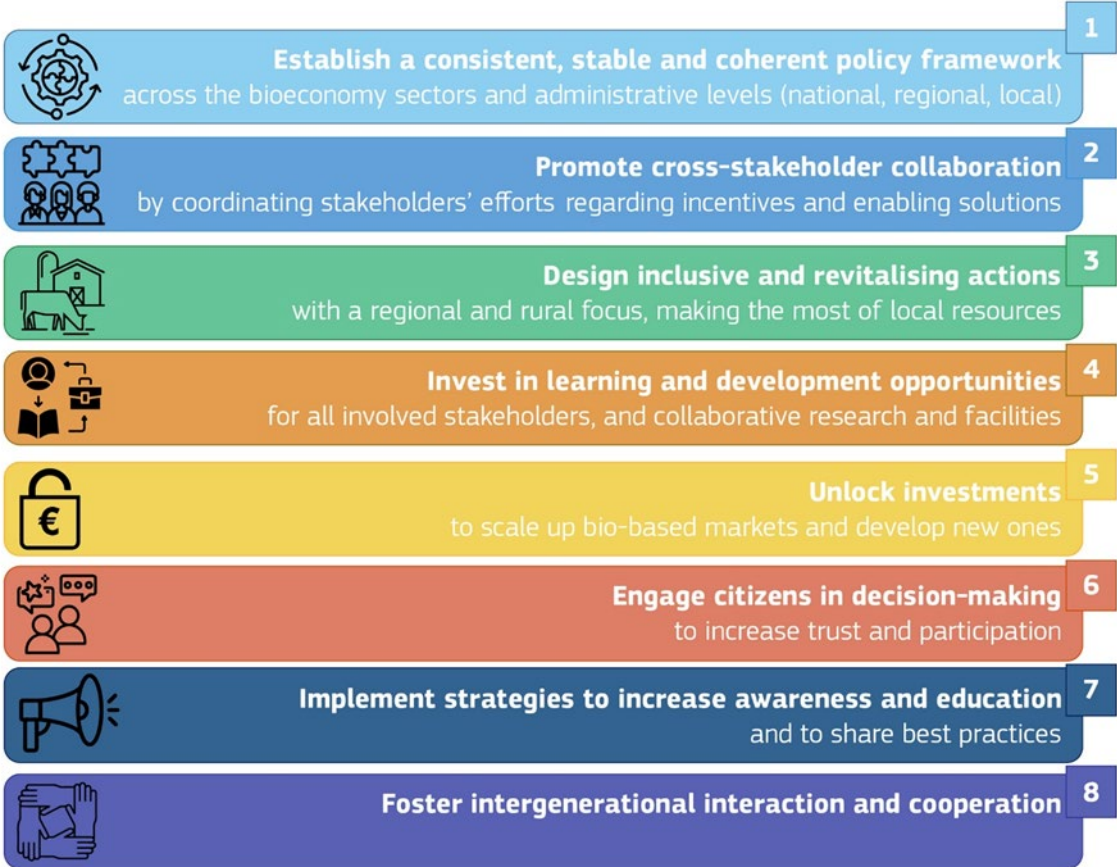 1
Establish a consistent, stable and coherent policy framework
across the bioeconomy sectors and administrative levels (national, regional, local)
2
Promote cross-stakeholder collaboration
by coordinating stakeholders' efforts regarding incentives and enabling solutions
3
Design inclusive and revitalising actions
with a regional and rural focus, making the most of local resources
4
Invest in learning and development opportunities
for all involved stakeholders, and collaborative research and facilities
5
Unlock investments
to scale up bio-based markets and develop new ones
€
6
Engage citizens in decision-making
to increase trust and participation
7
Implement strategies to increase awareness and education
and to share best practices
8
Foster intergenerational interaction and cooperation